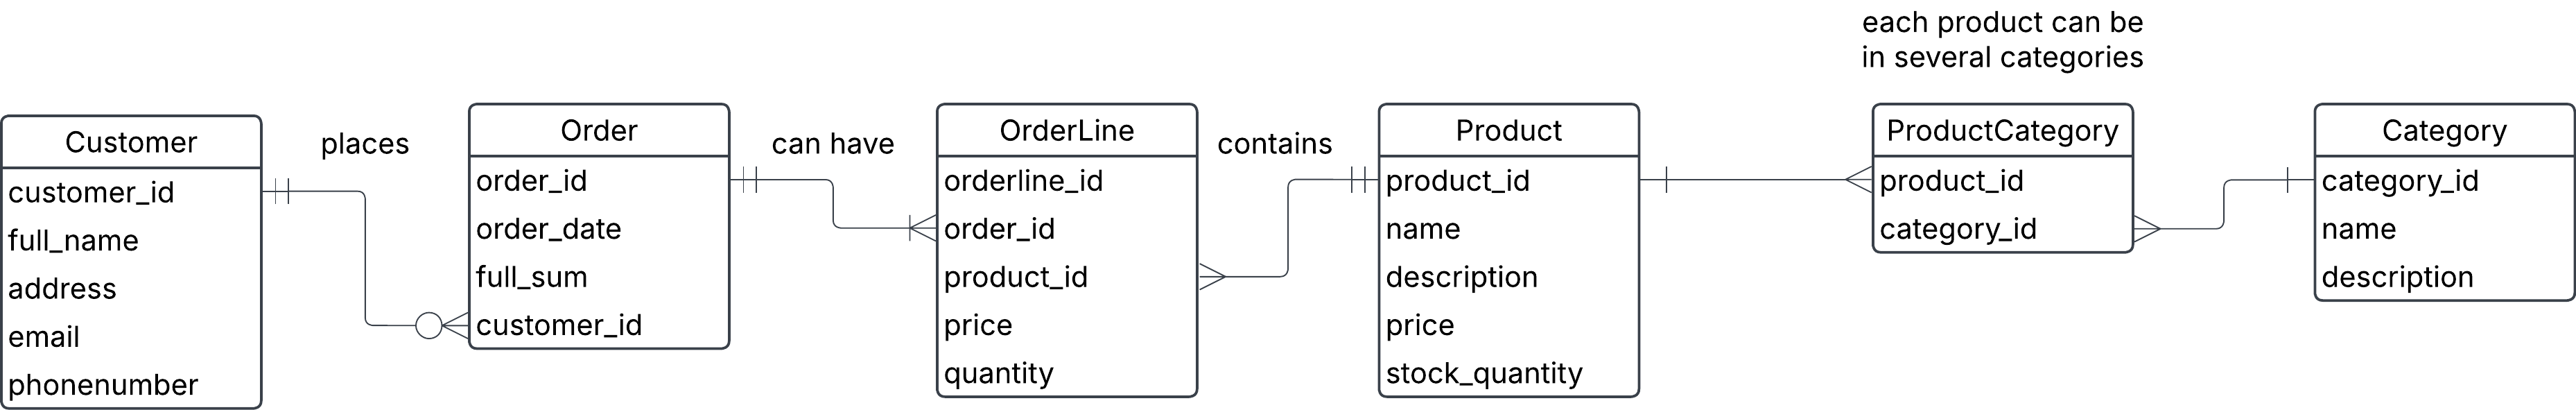 each product can be
in several categories
Customer
customer_id
full_name
address
email
phonenumber
places
Order
order_id
order_date
full_sum
customer_id
can have
OrderLine
orderline_id
order_id
product_id
price
quantity
contains
Product
product_id
name
description
price
stock_quantity
ProductCategory
product_id
category_id
Category
category_id
name
description